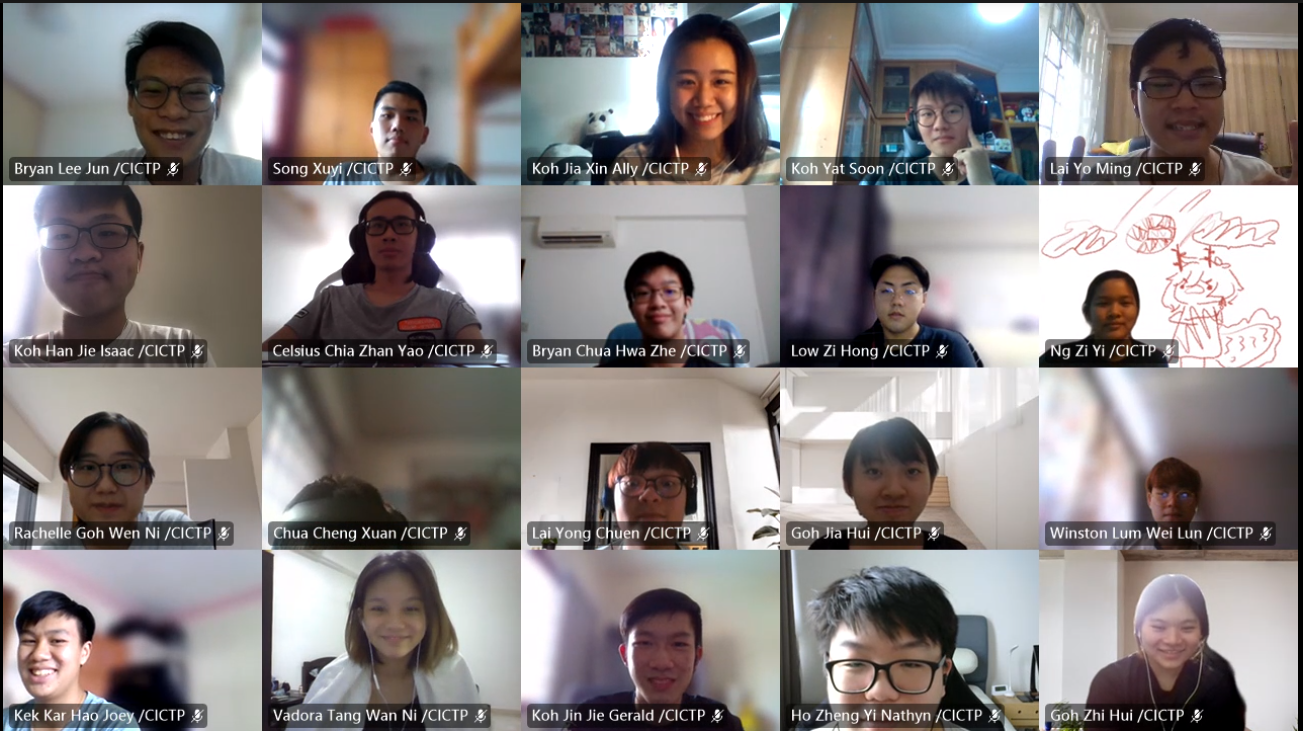 Bryan Lee Jun /CICTP
Song Xuyi /CICTP
Koh Jia Xin Ally /CICTP
Koh Yat Soon /CICTP
Lai Yo Ming /CICTP
Koh Han Jie Isaac /CICTP
Celsius Chia Zhan Yao /CICTP
Bryan Chua Hwa Zhe /CICTP
Low Zi Hong /CICTP
Ng Zi Yi /CICTP
Rachelle Goh Wen Ni /CICTP
Chua Cheng Xuan /CICTP
Lai Yong Chuen /CICTP
Goh Jia Hui /CICTP
Winston Lum Wei Lun /CICTP
Kek Kar Hao Joey /CICTP
Vadora Tang Wan Ni /CICTP
Koh Jin Jie Gerald /CICTP
Ho Zheng Yi Nathyn /CICTP
Goh Zhi Hui /CICTP